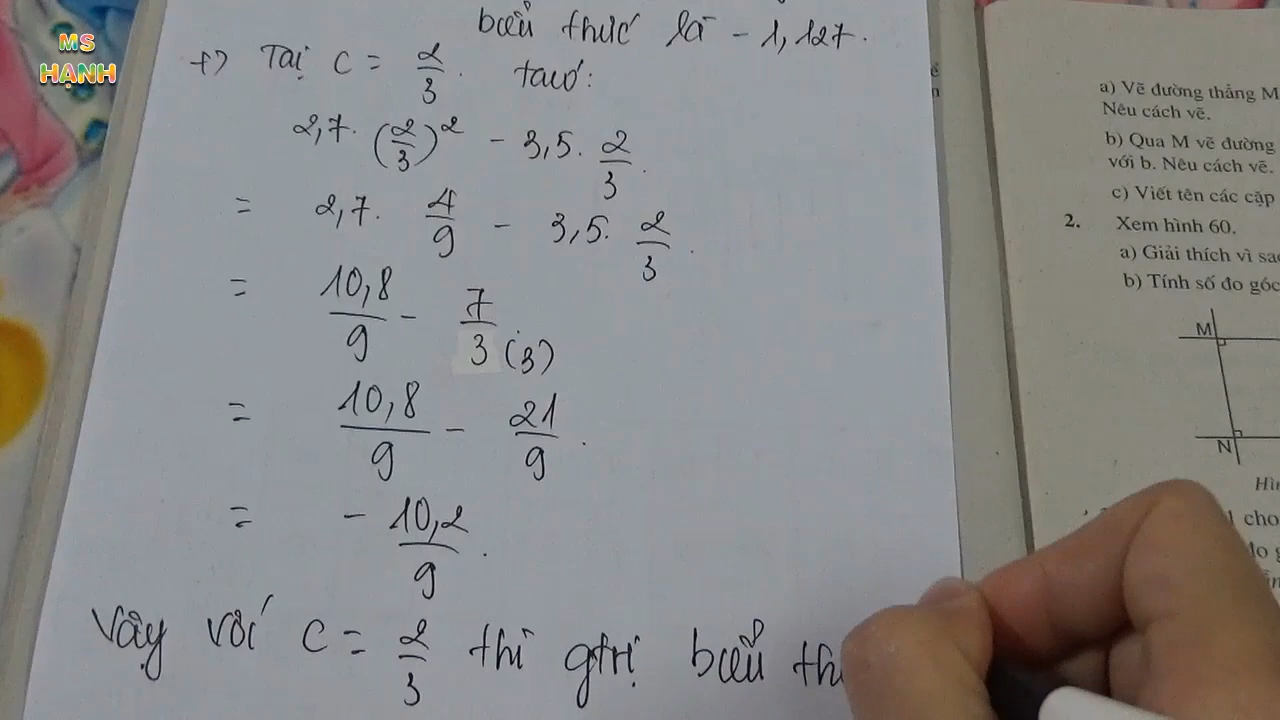 MS
HẠNH
biểu thức là - 1,127.
+) Tại c = 2/3. ta có:
2,7. (2/3)^2 - 3,5. 2/3.
= 2,7. 4/9 - 3,5. 2/3.
= 10,8/9 - 7/3 (3)
= 10,8/9 - 21/9.
= - 10,2/9.
Vậy với c = 2/3 thì gtrị biểu
a) Vẽ đường thẳng M
Nêu cách vẽ.
b) Qua M vẽ đường
với b. Nêu cách vẽ.
c) Viết tên các cặp
2. Xem hình 60.
a) Giải thích vì sao
b) Tính số đo góc
M
N
cho